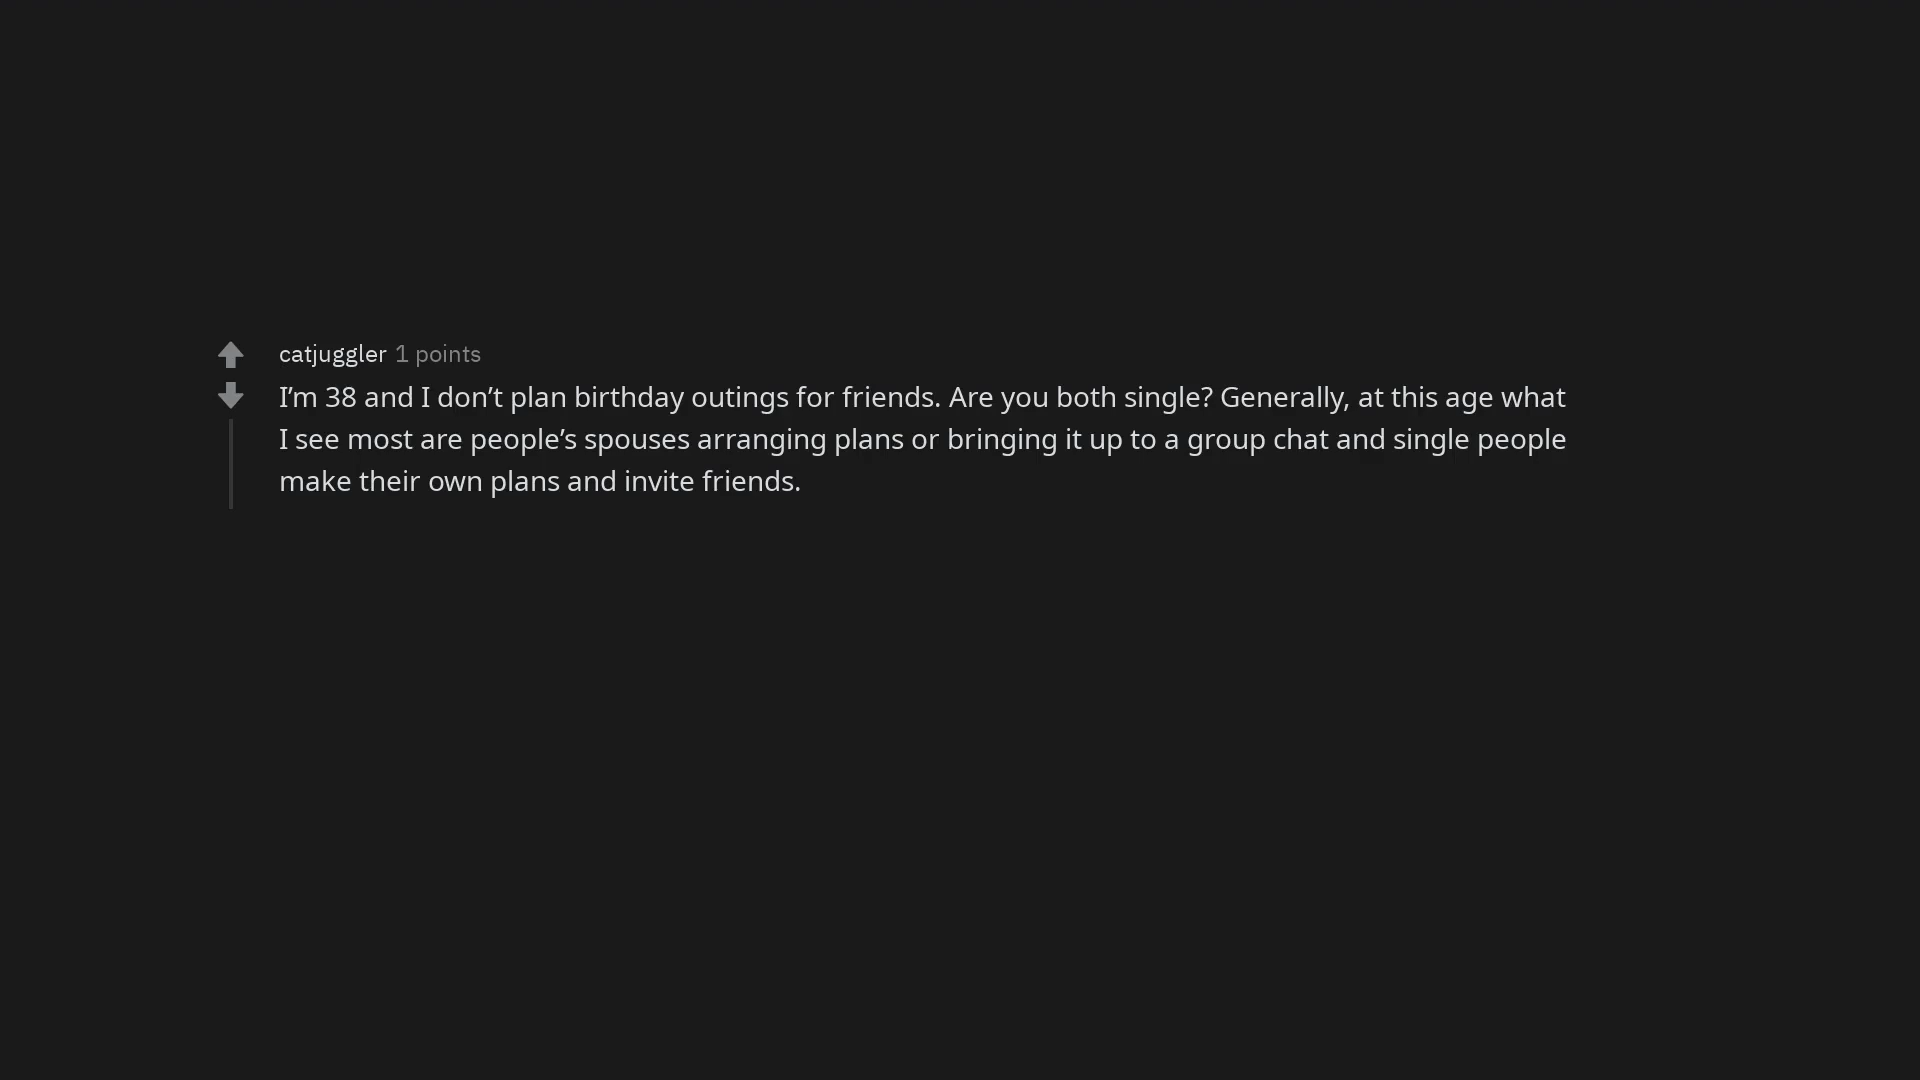 catjuggler 1 points
I’m 38 and I don’t plan birthday outings for friends. Are you both single? Generally, at this age what
I see most are people’s spouses arranging plans or bringing it up to a group chat and single people
make their own plans and invite friends.